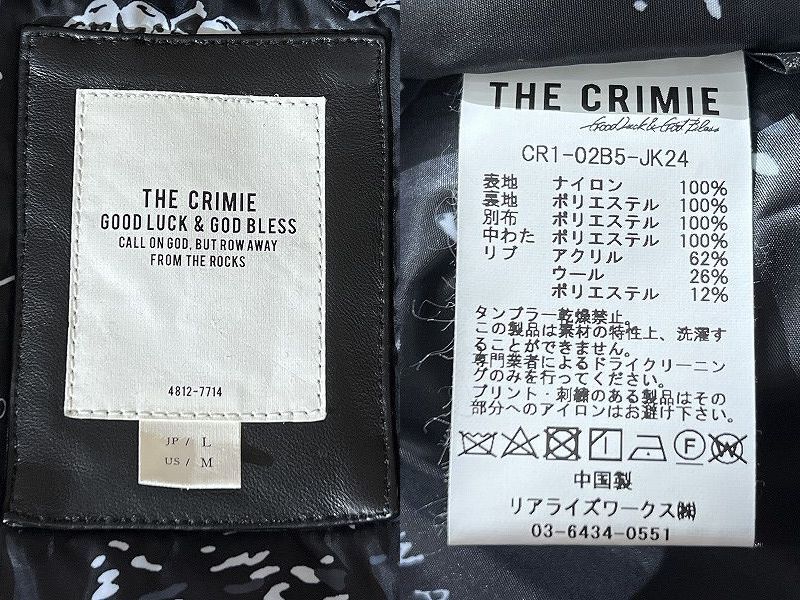 THE CRIMIE
GOOD LUCK & GOD BLESS
CALL ON GOD, BUT ROW AWAY
FROM THE ROCKS
4812-7714
JP / L
US / M
THE CRIMIE
Good Luck & God Bless
CR1-02B5-JK24
表地 ナイロン 100%
裏地 ポリエステル 100%
別布 ポリエステル 100%
中わた ポリエステル 100%
リブ アクリル 62%
ウール 26%
ポリエステル 12%
タンブラー乾燥禁止。
この製品は素材の特性上、洗濯す
ることができません。
専門業者によるドライクリーニン
グのみを行ってください。
プリント・刺繍のある製品はその
部分へのアイロンはお避け下さい。
F W
中国製
リアライズワークス㈱
03-6434-0551